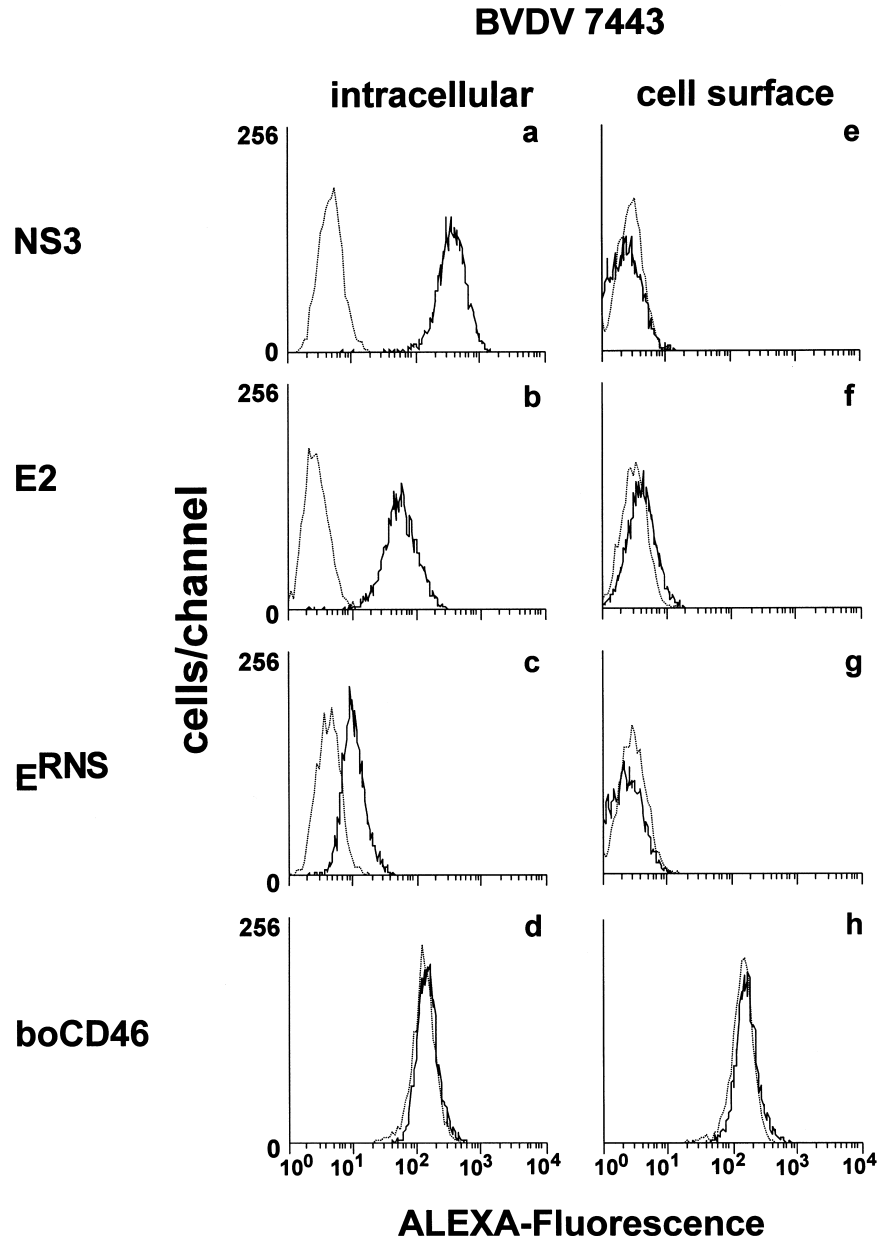 BVDV 7443
intracellular
cell surface
256
a
e
NS3
0
256
b
f
E2
cells/channel
0
256
c
g
E^RNS
0
256
d
h
boCD46
0
10^0 10^1 10^2 10^3 10^4
10^0 10^1 10^2 10^3 10^4
ALEXA-Fluorescence